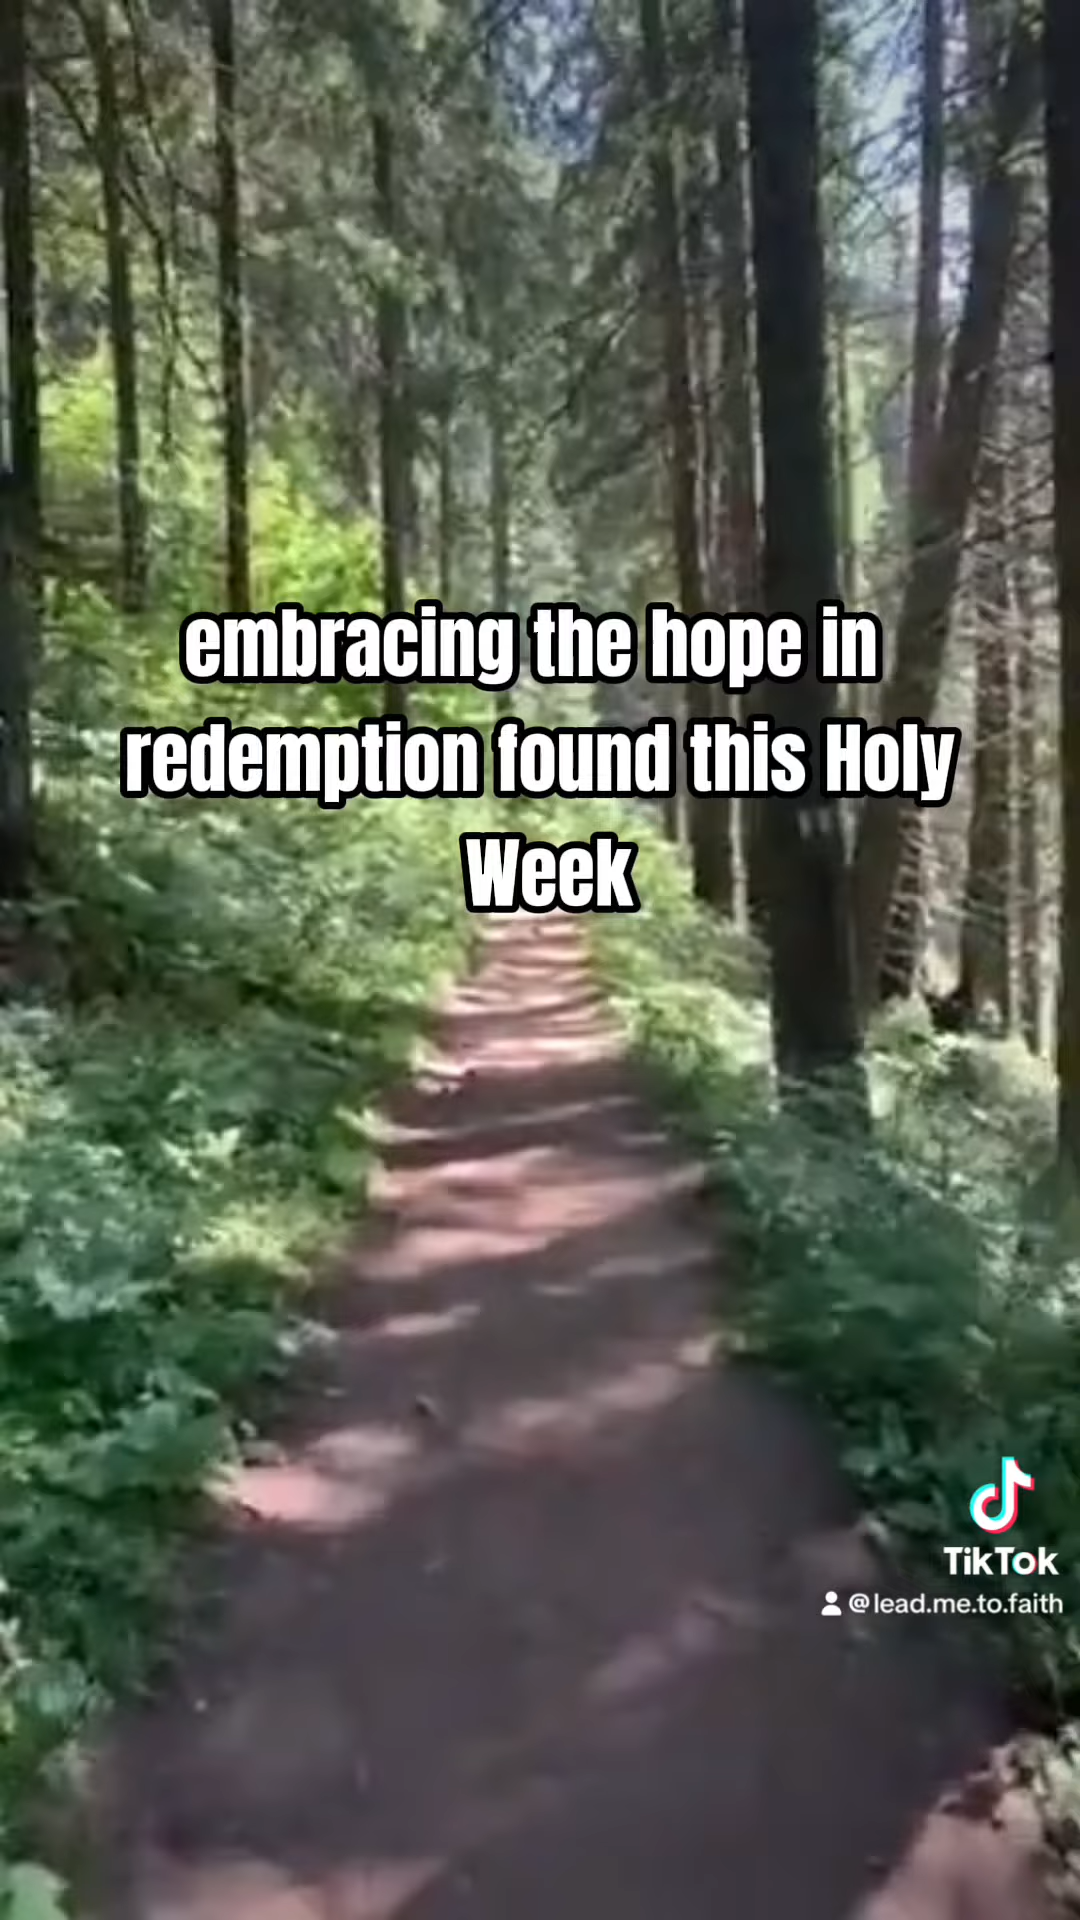 embracing the hope in
redemption found this Holy
Week
TikTok
@lead.me.to.faith